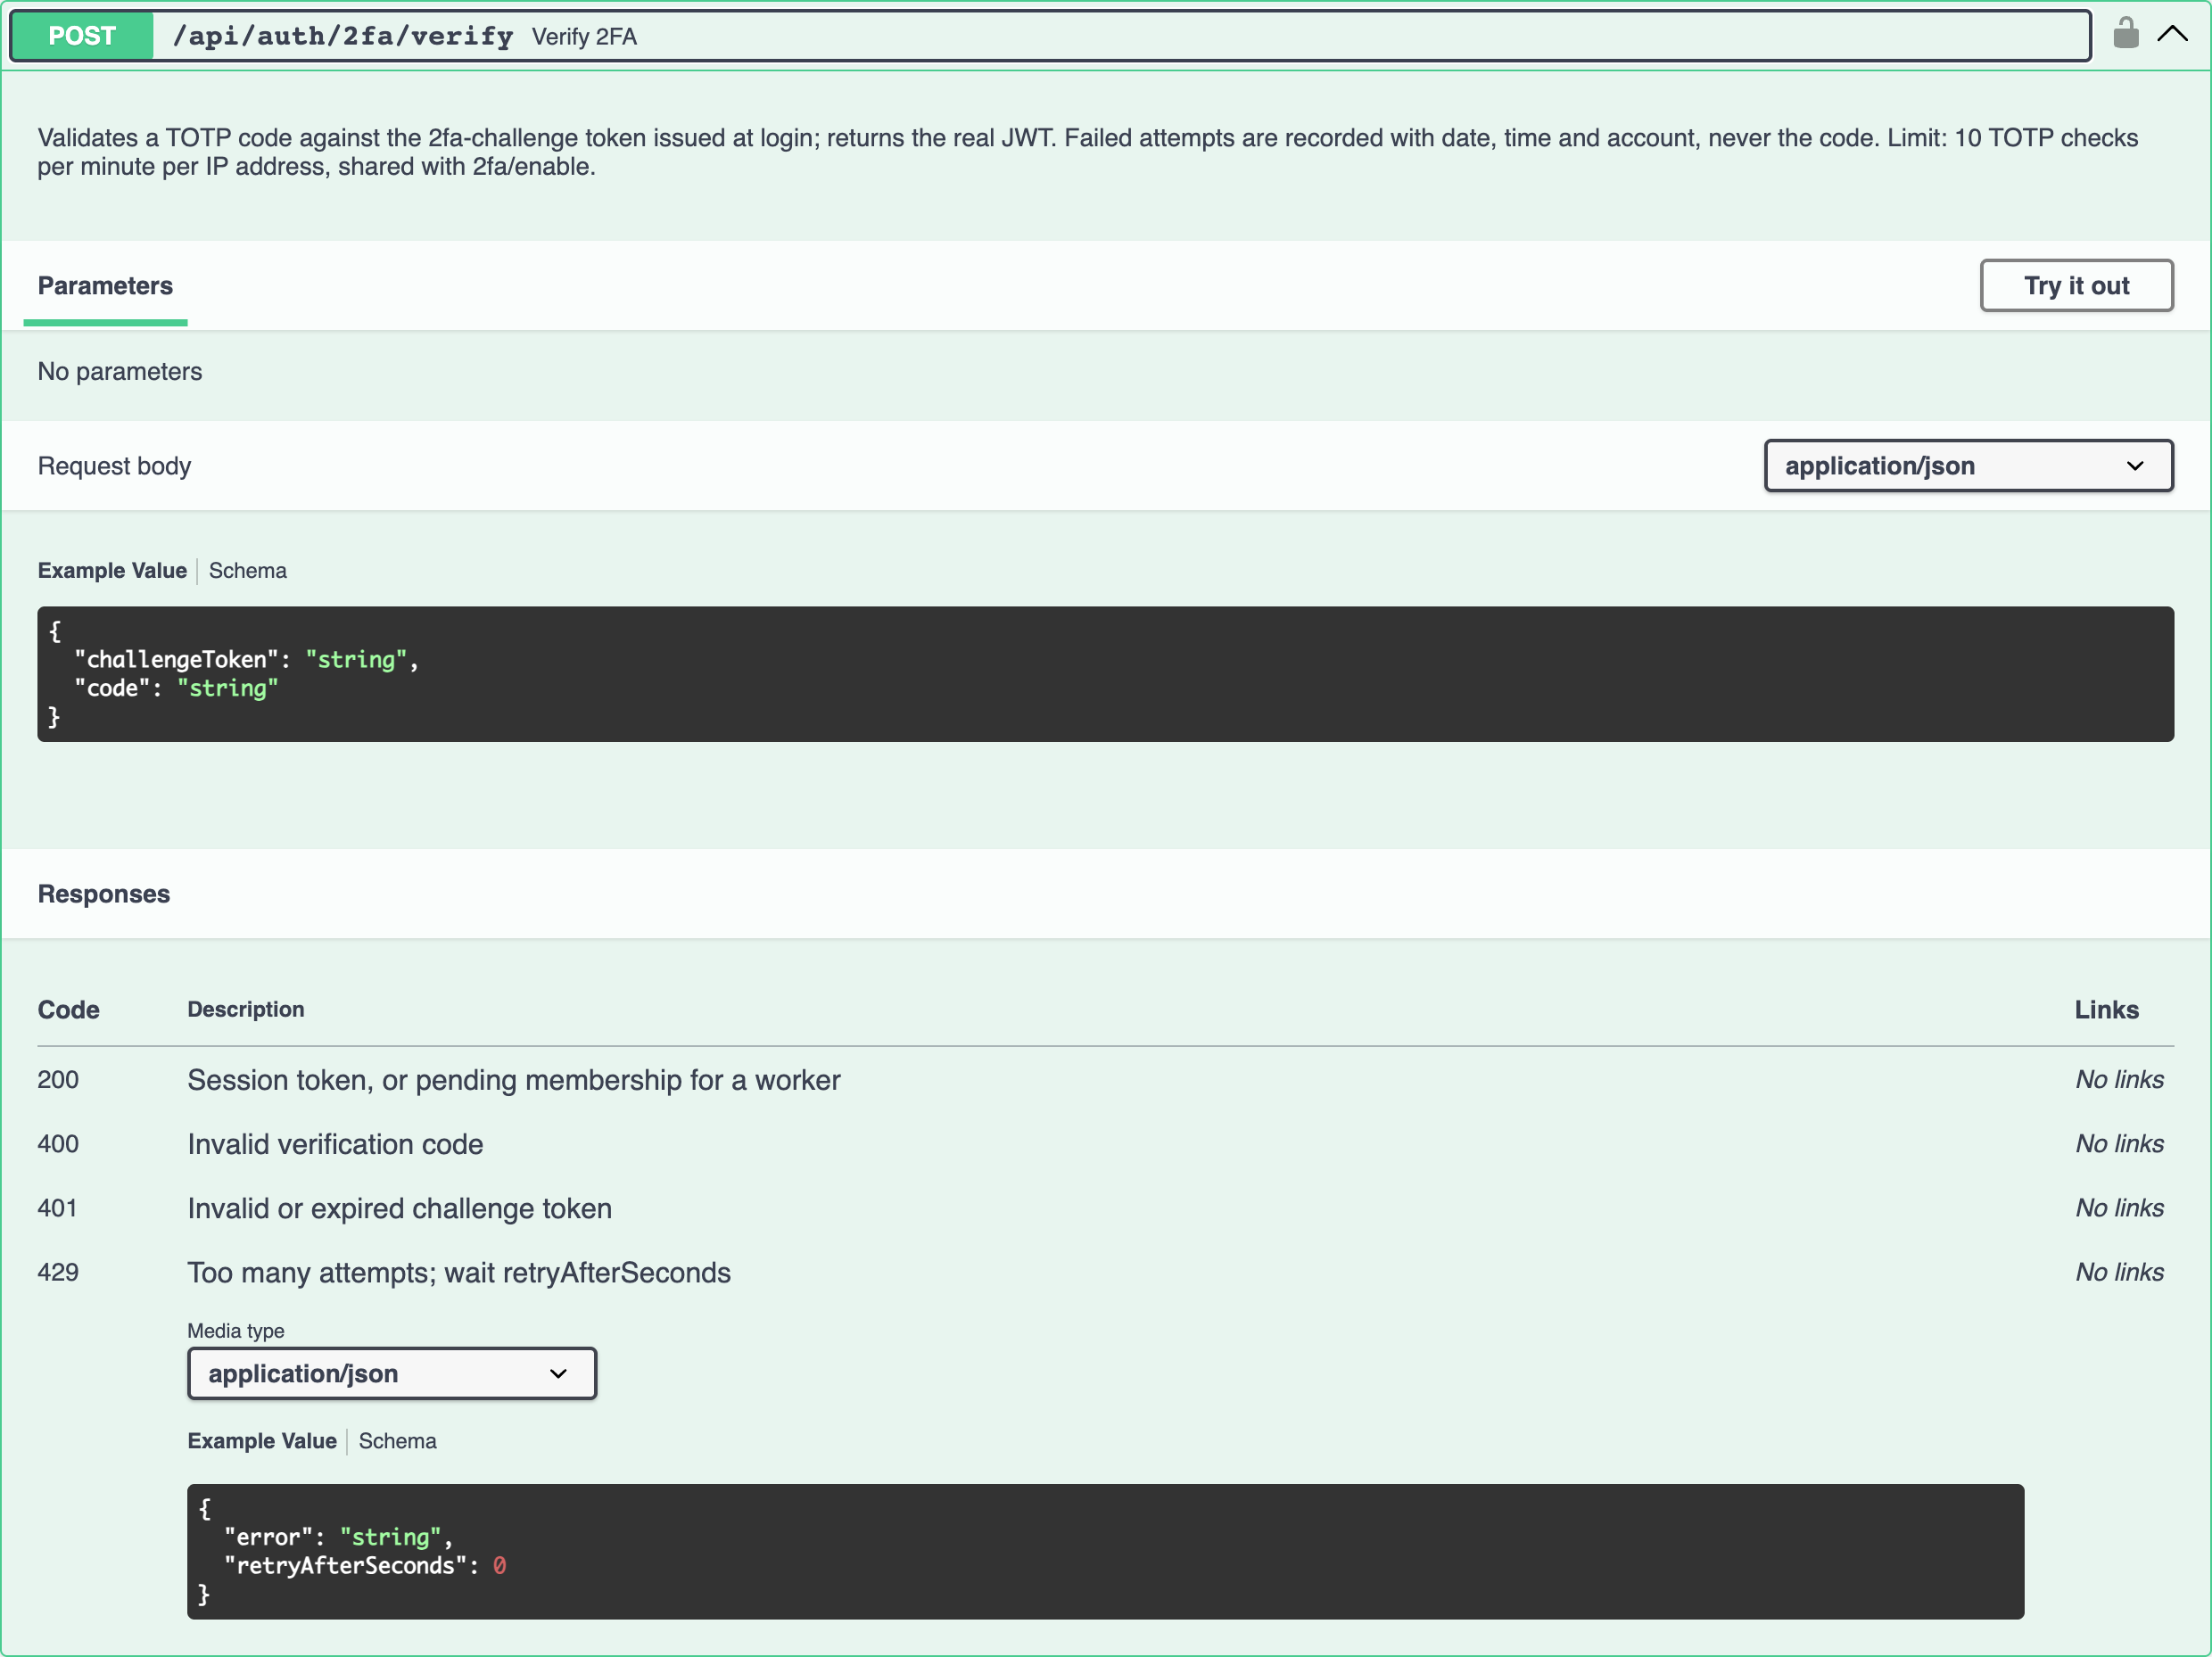 POST /api/auth/2fa/verify Verify 2FA
Validates a TOTP code against the 2fa-challenge token issued at login; returns the real JWT. Failed attempts are recorded with date, time and account, never the code. Limit: 10 TOTP checks
per minute per IP address, shared with 2fa/enable.
Parameters
Try it out
No parameters
Request body
application/json
Example Value Schema
{
  "challengeToken": "string",
  "code": "string"
}
Responses
Code Description Links
200 Session token, or pending membership for a worker No links
400 Invalid verification code No links
401 Invalid or expired challenge token No links
429 Too many attempts; wait retryAfterSeconds No links
Media type
application/json
Example Value Schema
{
  "error": "string",
  "retryAfterSeconds": 0
}